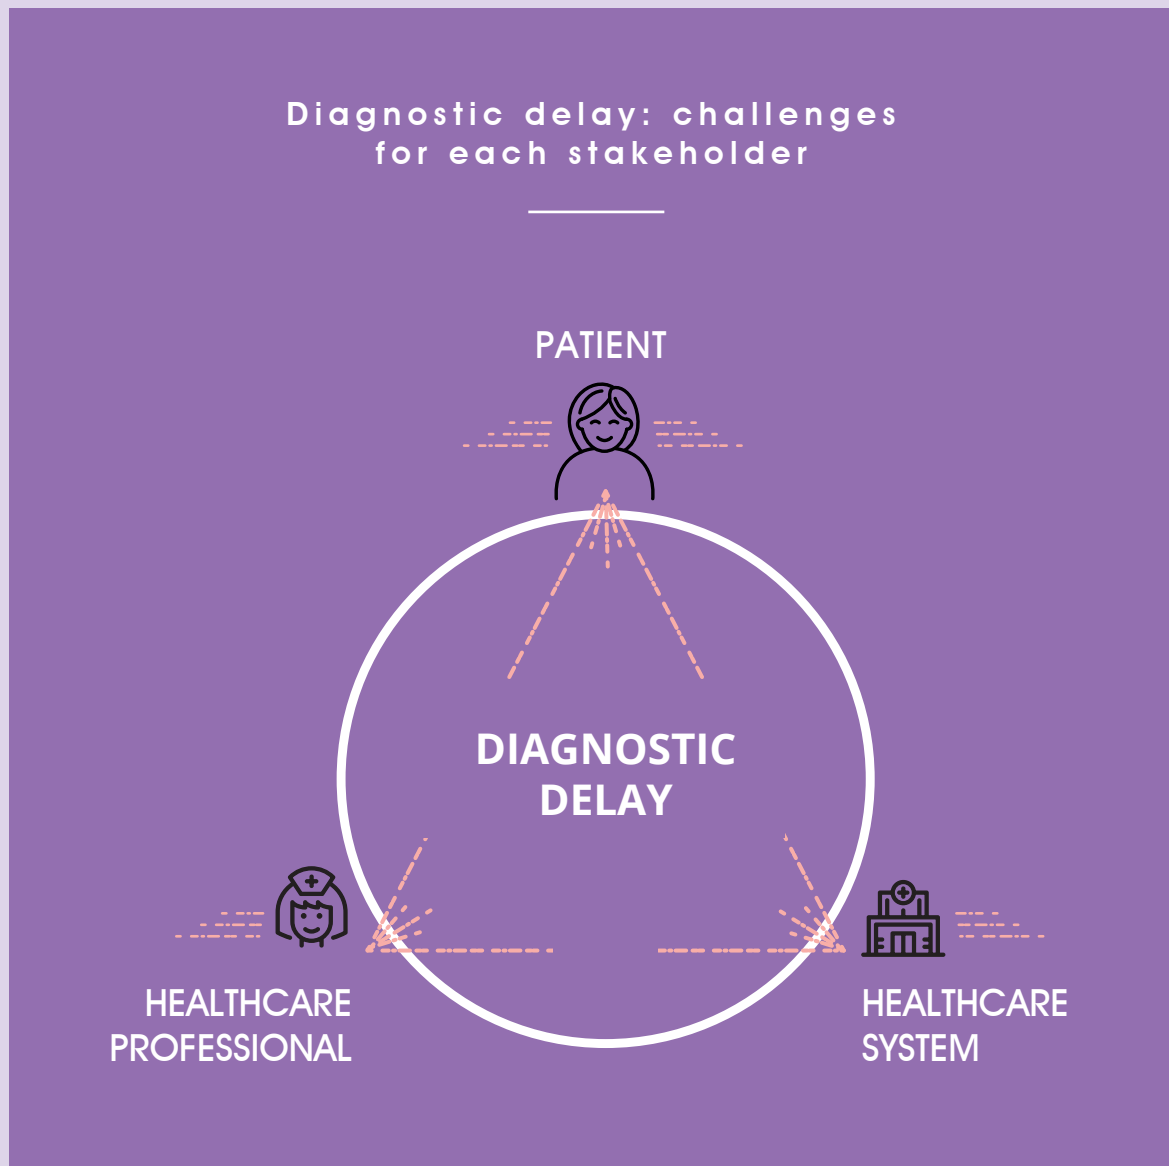 Diagnostic delay: challenges
for each stakeholder
PATIENT
DIAGNOSTIC
DELAY
HEALTHCARE
PROFESSIONAL
HEALTHCARE
SYSTEM